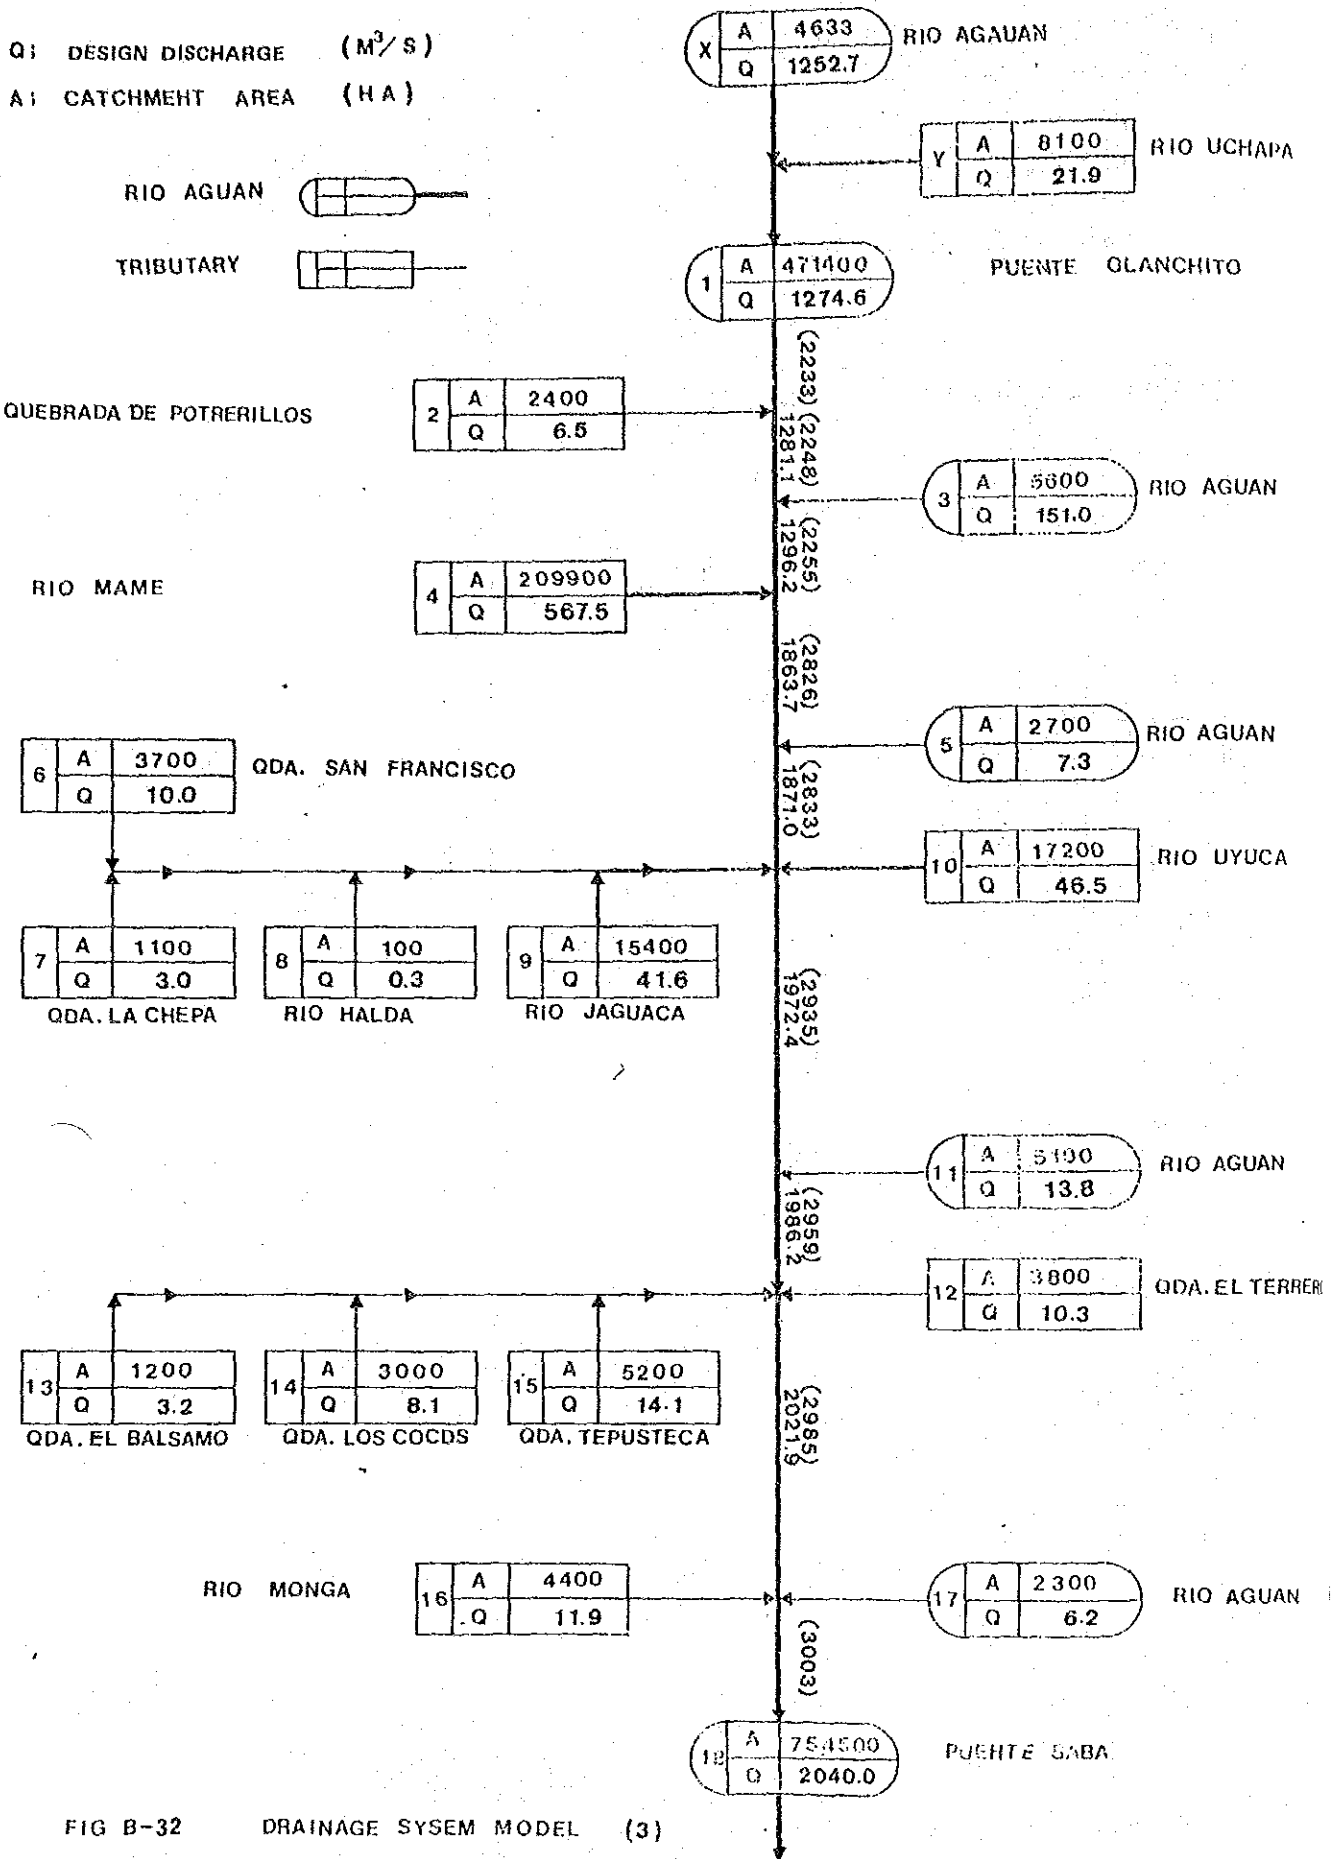 Q: DESIGN DISCHARGE (M³/S)
A: CATCHMEHT AREA (HA)
RIO AGUAN
TRIBUTARY
X A 4633 RIO AGAUAN
Q 1252.7
Y A 8100 RIO UCHAPA
Q 21.9
1 A 471400 PUENTE OLANCHITO
Q 1274.6
(2233)
QUEBRADA DE POTRERILLOS 2 A 2400
Q 6.5
(2248)
1281.1
3 A 5600 RIO AGUAN
Q 151.0
(2255)
1296.2
RIO MAME 4 A 209900
Q 567.5
(2826)
1863.7
5 A 2700 RIO AGUAN
Q 7.3
6 A 3700 QDA. SAN FRANCISCO
Q 10.0
(2833)
1871.0
10 A 17200 RIO UYUCA
Q 46.5
7 A 1100
Q 3.0
QDA. LA CHEPA
8 A 100
Q 0.3
RIO HALDA
9 A 15400
Q 41.6
RIO JAGUACA
(2935)
1972.4
11 A 5100 RIO AGUAN
Q 13.8
(2959)
1986.2
12 A 3800 QDA. EL TERRER
Q 10.3
13 A 1200
Q 3.2
QDA. EL BALSAMO
14 A 3000
Q 8.1
QDA. LOS COCDS
15 A 5200
Q 14.1
QDA. TEPUSTECA
(2985)
2021.9
RIO MONGA 16 A 4400
Q 11.9
17 A 2300 RIO AGUAN
Q 6.2
(3003)
18 A 754500 PUEHTE SABA
Q 2040.0
FIG B-32 DRAINAGE SYSEM MODEL (3)